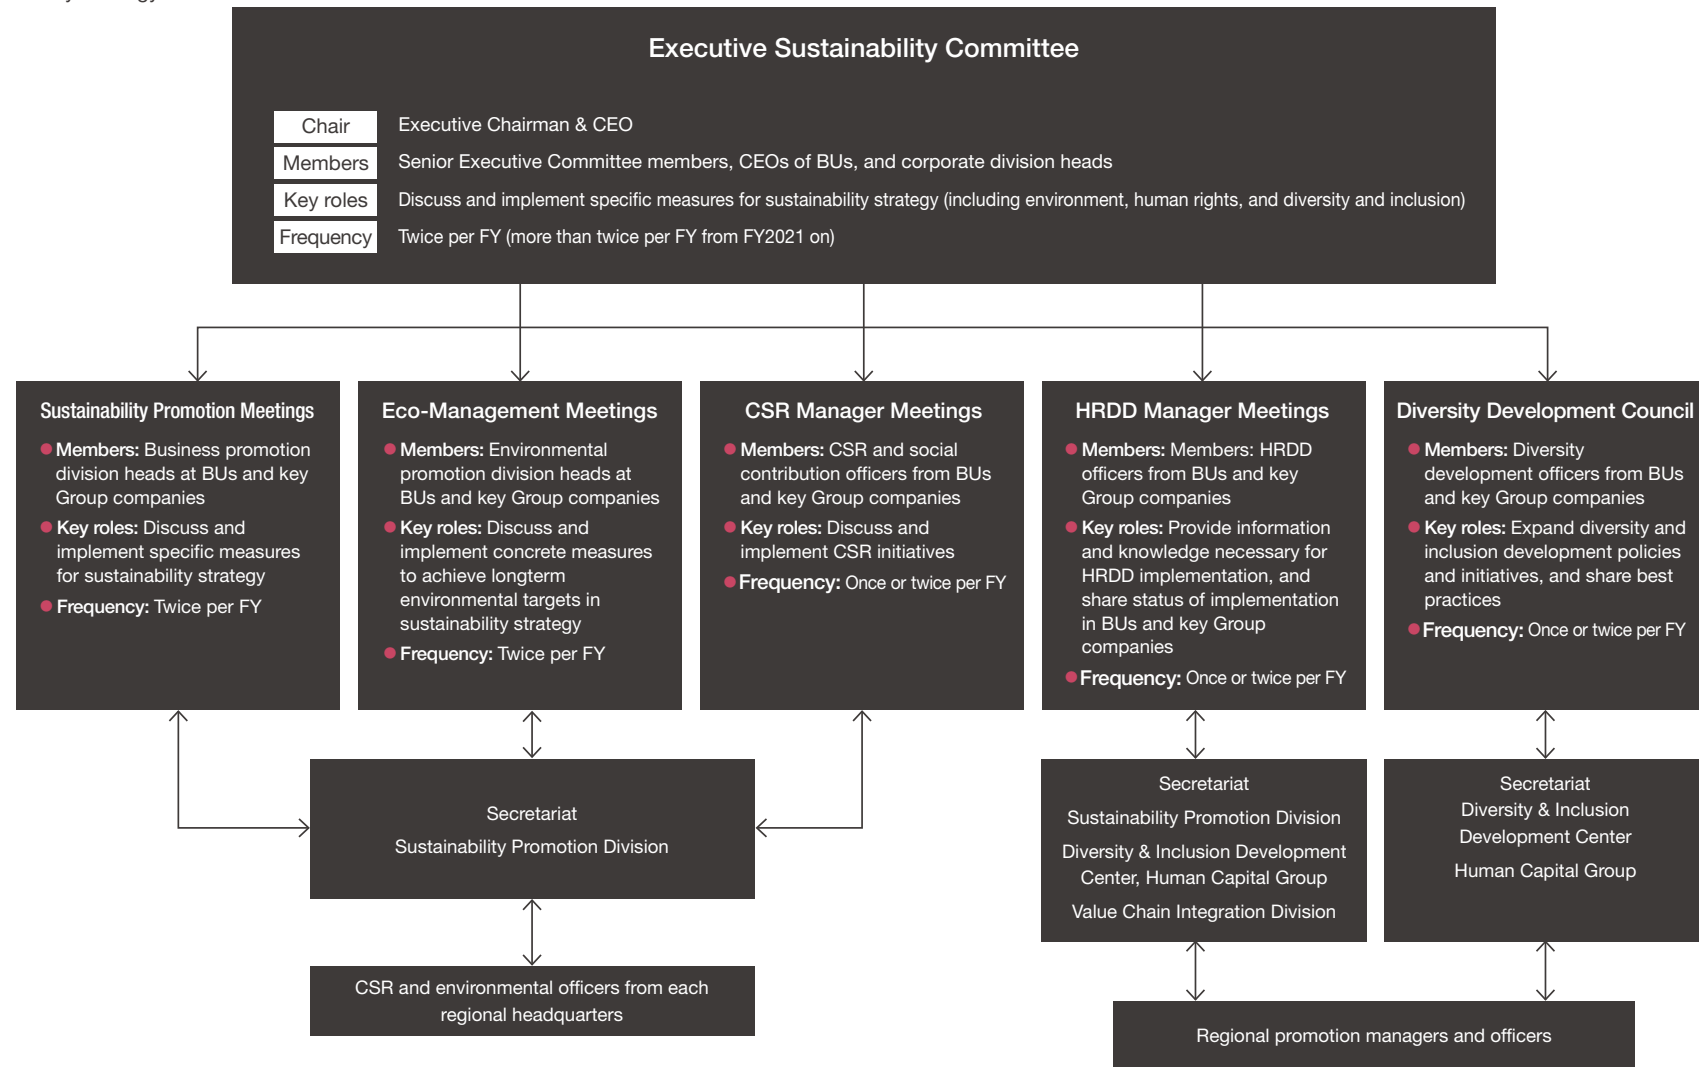 Executive Sustainability Committee
Chair
Executive Chairman & CEO
Members
Senior Executive Committee members, CEOs of BUs, and corporate division heads
Key roles
Discuss and implement specific measures for sustainability strategy (including environment, human rights, and diversity and inclusion)
Frequency
Twice per FY (more than twice per FY from FY2021 on)
Sustainability Promotion Meetings
Members: Business promotion
division heads at BUs and key
Group companies
Key roles: Discuss and
implement specific measures
for sustainability strategy
Frequency: Twice per FY
Eco-Management Meetings
Members: Environmental
promotion division heads at
BUs and key Group companies
Key roles: Discuss and
implement concrete measures
to achieve longterm
environmental targets in
sustainability strategy
Frequency: Twice per FY
CSR Manager Meetings
Members: CSR and social
contribution officers from BUs
and key Group companies
Key roles: Discuss and
implement CSR initiatives
Frequency: Once or twice per FY
HRDD Manager Meetings
Members: Members: HRDD
officers from BUs and key
Group companies
Key roles: Provide information
and knowledge necessary for
HRDD implementation, and
share status of implementation
in BUs and key Group
companies
Frequency: Once or twice per FY
Diversity Development Council
Members: Diversity
development officers from BUs
and key Group companies
Key roles: Expand diversity and
inclusion development policies
and initiatives, and share best
practices
Frequency: Once or twice per FY
Secretariat
Sustainability Promotion Division
CSR and environmental officers from each
regional headquarters
Secretariat
Sustainability Promotion Division
Diversity & Inclusion Development
Center, Human Capital Group
Value Chain Integration Division
Secretariat
Diversity & Inclusion
Development Center
Human Capital Group
Regional promotion managers and officers